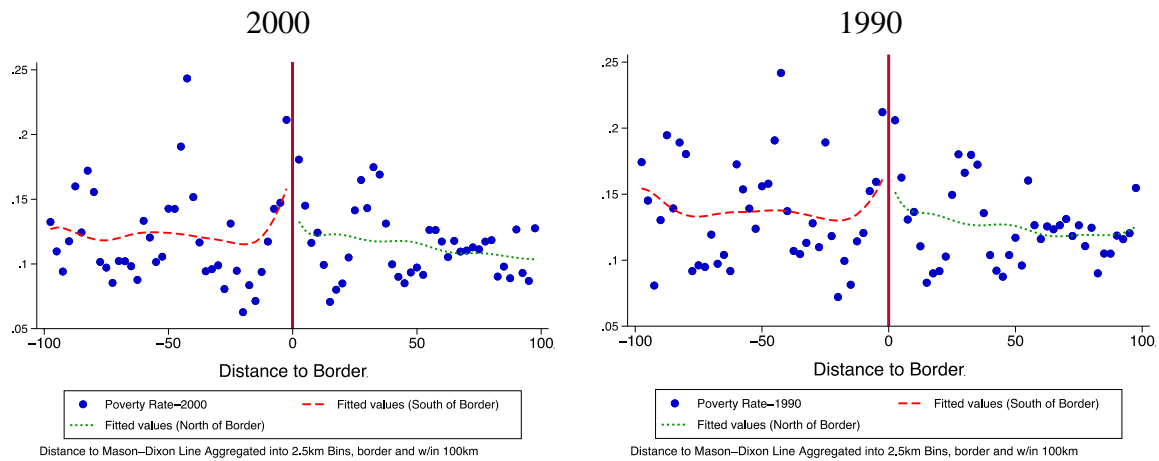 2000
.25
.2
.15
.1
.05
−100
−50
0
50
100.
Distance to Border.
Poverty Rate−2000
Fitted values (South of Border)
Fitted values (North of Border)
Distance to Mason−Dixon Line Aggregated into 2.5km Bins, border and w/in 100km
1990
.25
.2
.15
.1
.05
−100
−50
0
50
100.
Distance to Border.
Poverty Rate−1990
Fitted values (South of Border)
Fitted values (North of Border)
Distance to Mason−Dixon Line Aggregated into 2.5km Bins, border and w/in 100km